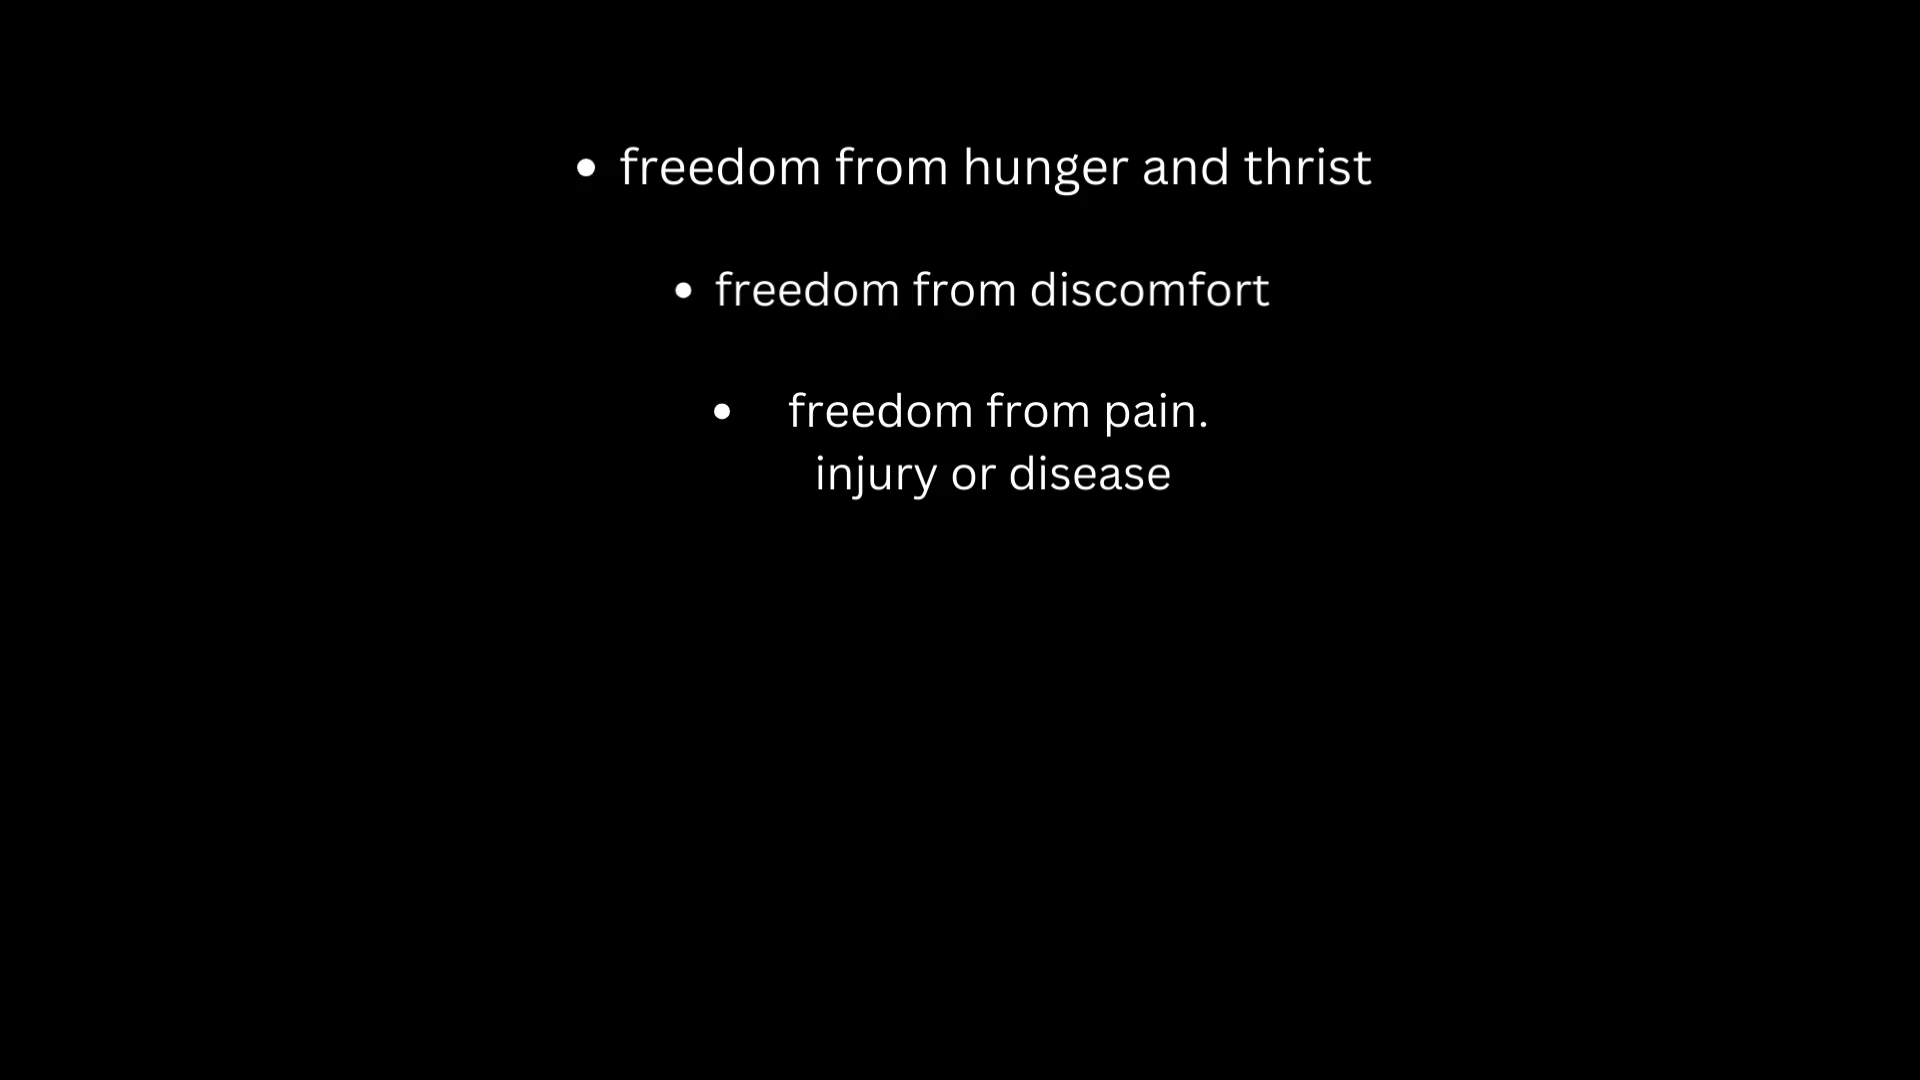 • freedom from hunger and thrist
• freedom from discomfort
• freedom from pain.
injury or disease